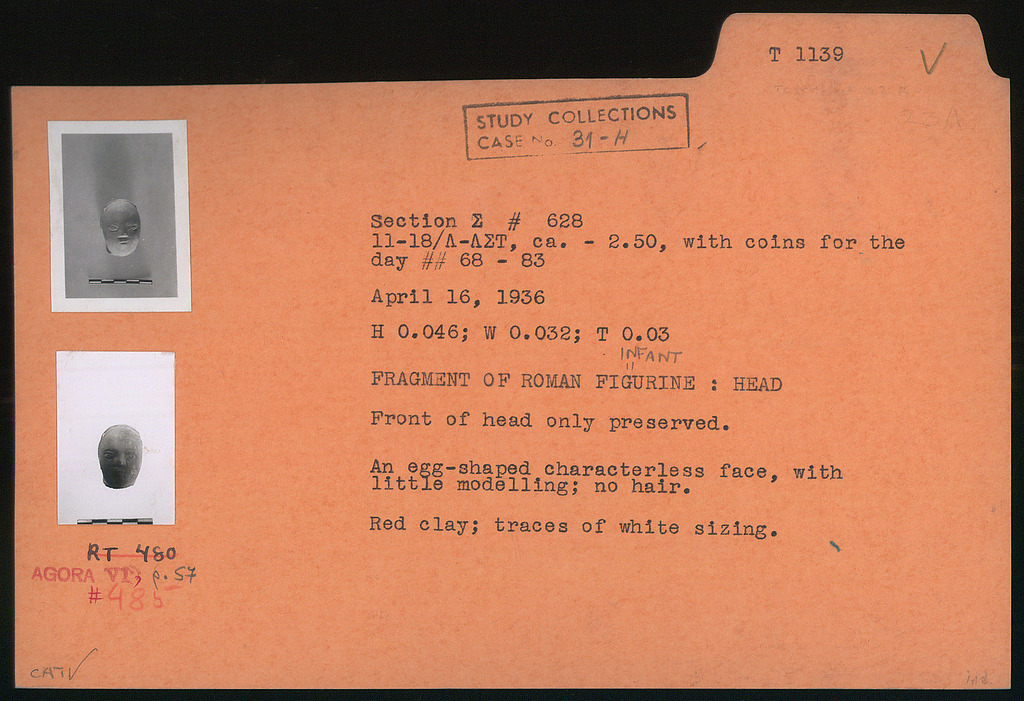 T 1139
STUDY COLLECTIONS
CASE No. 31-H
Section Σ # 628
11-18/Λ-ΛΣΤ, ca. - 2.50, with coins for the
day ## 68 - 83
April 16, 1936
H 0.046; W 0.032; T 0.03
INFANT
FRAGMENT OF ROMAN FIGURINE : HEAD
Front of head only preserved.
An egg-shaped characterless face, with
little modelling; no hair.
Red clay; traces of white sizing.
RT 480
AGORA VI, p. 57
#485